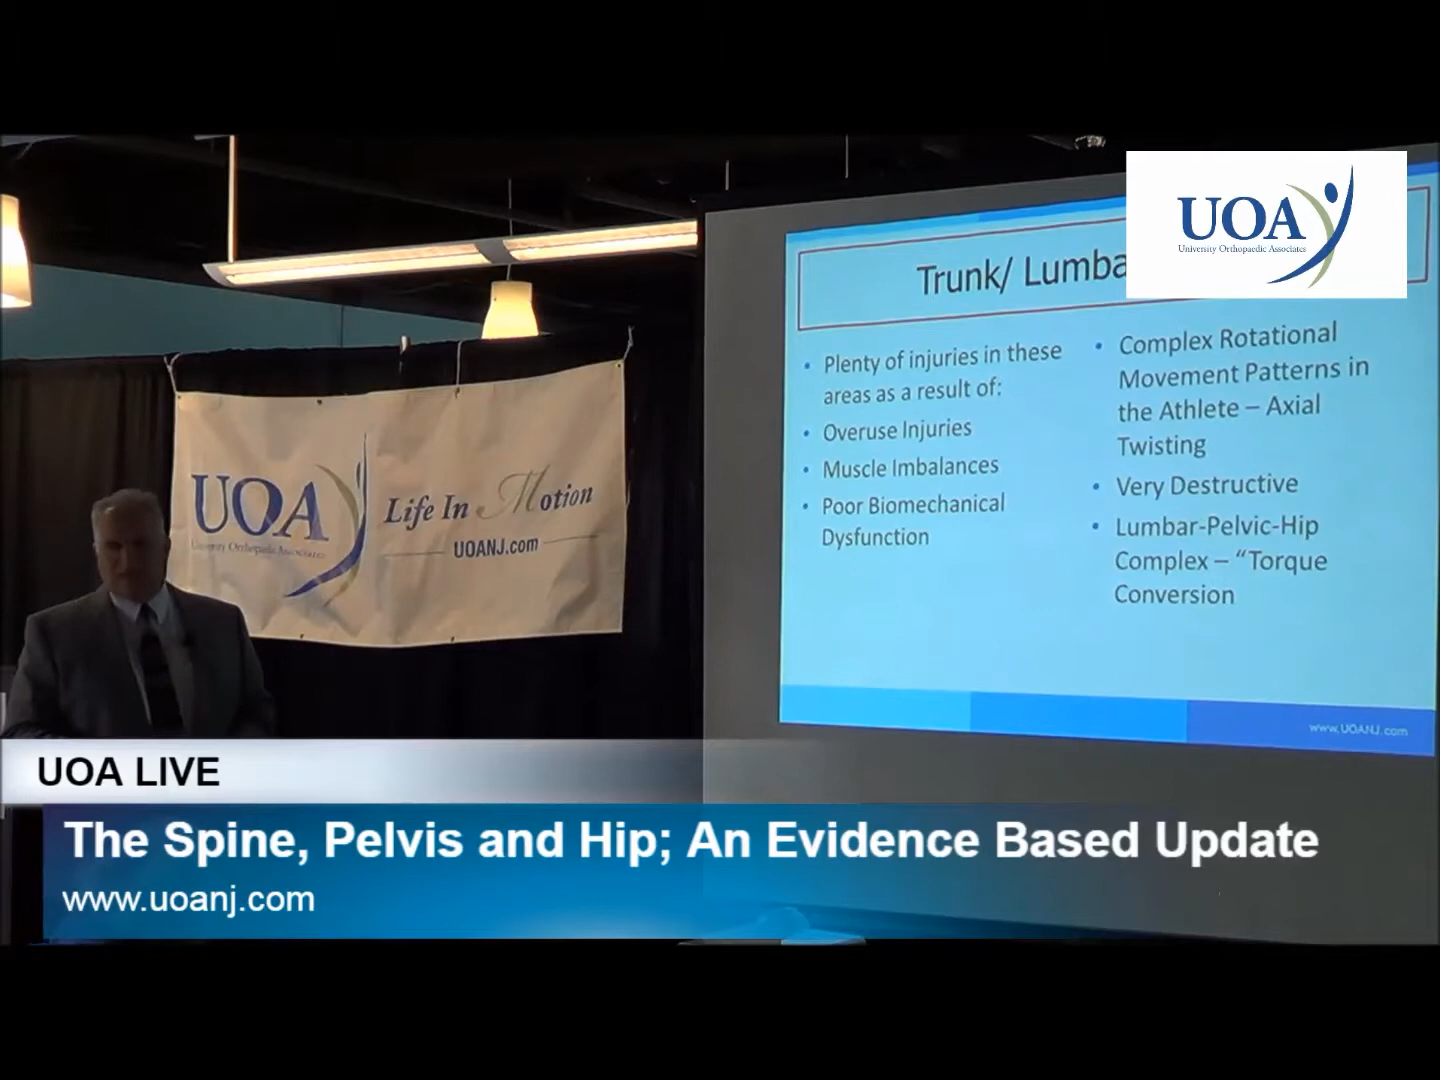 UOA
University Orthopaedic Associates
Trunk/ Lumba
• Plenty of injuries in these
areas as a result of:
• Overuse Injuries
• Muscle Imbalances
• Poor Biomechanical
Dysfunction
• Complex Rotational
Movement Patterns in
the Athlete – Axial
Twisting
• Very Destructive
• Lumbar-Pelvic-Hip
Complex – “Torque
Conversion
www.UOANJ.com
UOA
University Orthopaedic Associates
Life In Motion
UOANJ.com
UOA LIVE
The Spine, Pelvis and Hip; An Evidence Based Update
www.uoanj.com